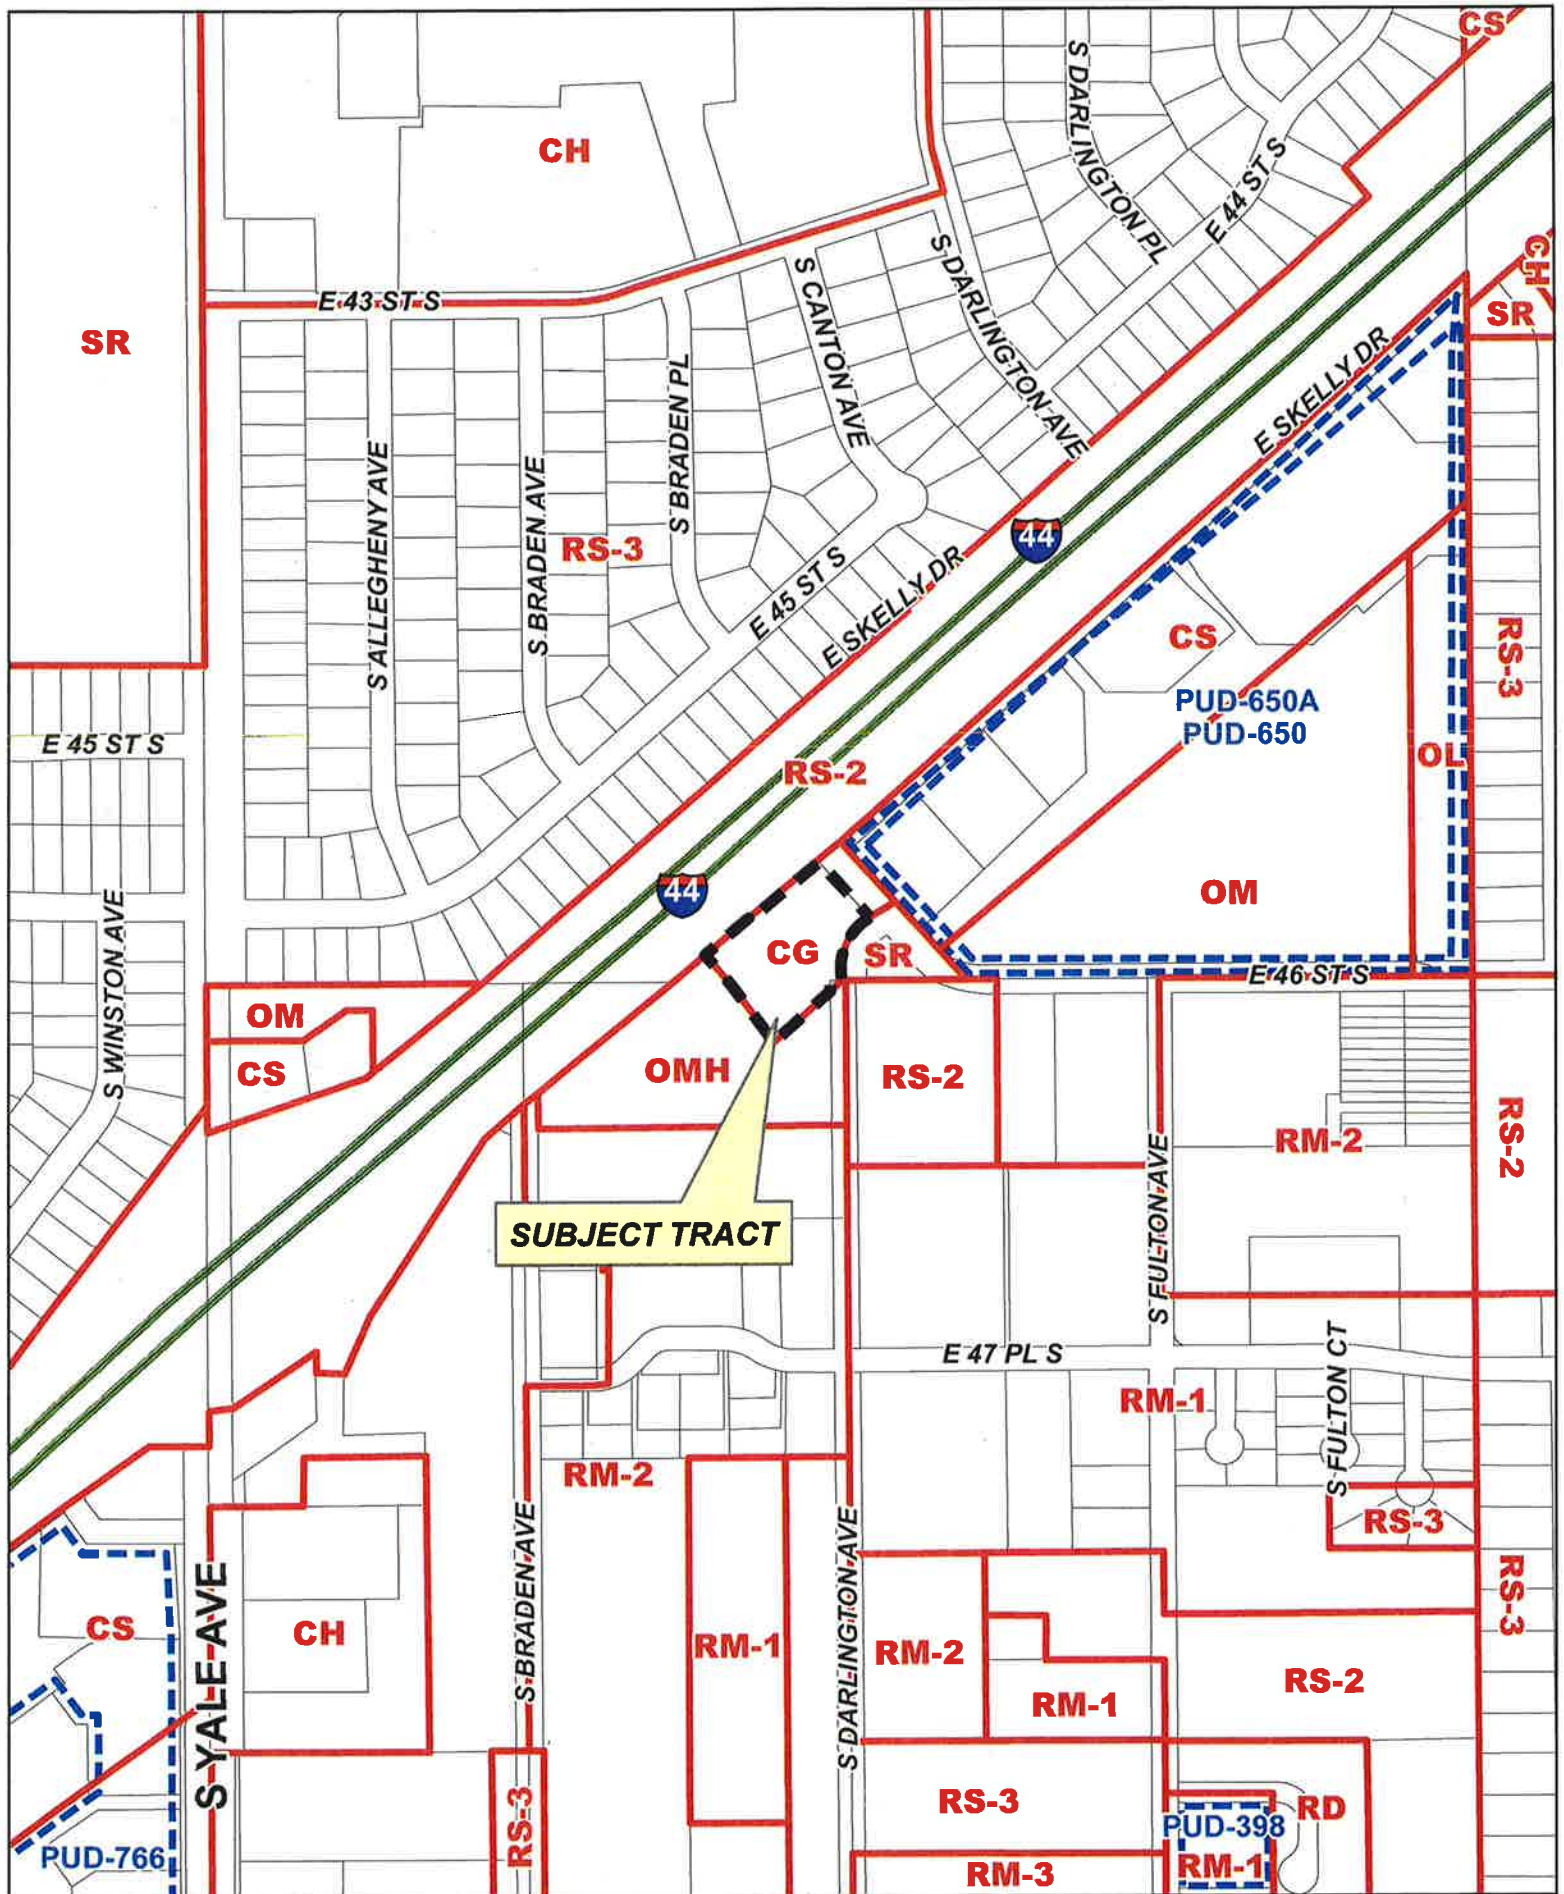 CS
S DARLINGTON PL
CH
E 44 ST S
S DARLINGTON AVE
S CANTON AVE
CH
E 43 ST S
SR
SR
E SKELLY DR
S BRADEN PL
S ALLEGHENY AVE
S BRADEN AVE
RS-3
44
E 45 ST S
E SKELLY DR
CS
RS-3
PUD-650A
PUD-650
E 45 ST S
OL
RS-2
44
OM
S WINSTON AVE
CG
SR
E 46 ST S
OM
CS
OMH
RS-2
RM-2
RS-2
S FULTON AVE
SUBJECT TRACT
E 47 PL S
S FULTON CT
RM-1
RM-2
RS-3
S BRADEN AVE
S DARLINGTON AVE
S YALE AVE
CS
CH
RM-1
RM-2
RS-3
RS-2
RM-1
RS-3
RS-3
RD
PUD-398
PUD-766
RM-1
RM-3